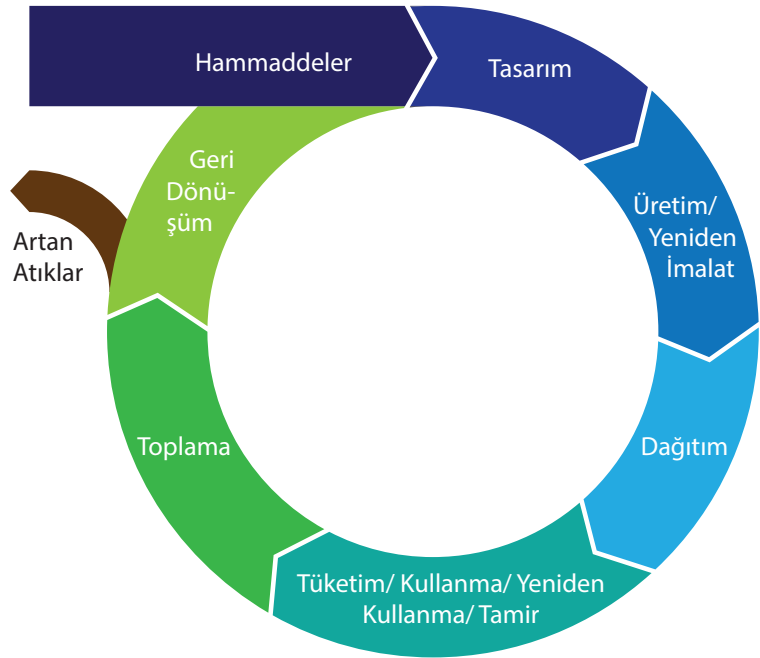 Hammaddeler
Tasarım
Üretim/
Yeniden
İmalat
Dağıtım
Tüketim/ Kullanma/ Yeniden
Kullanma/ Tamir
Toplama
Geri
Dönü-
şüm
Artan
Atıklar